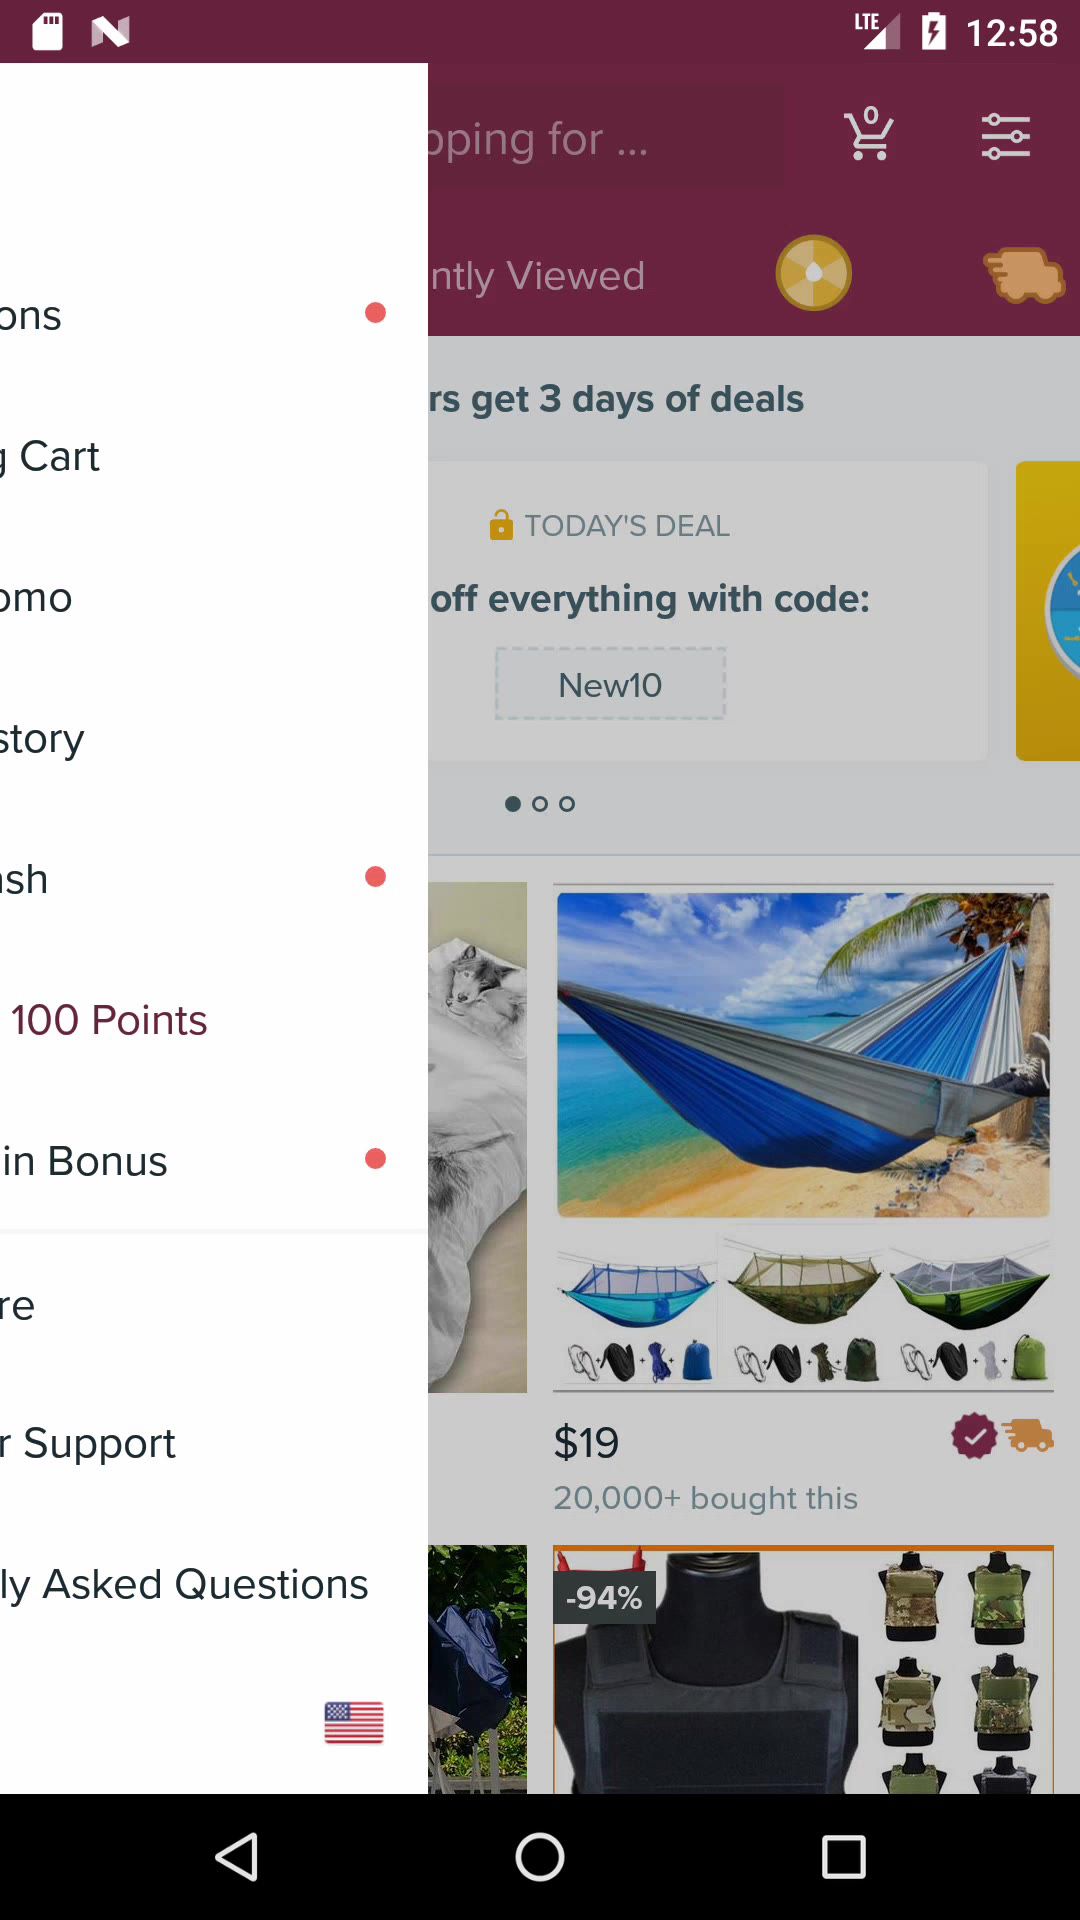 LTE 12:58
pping for ...
0
ntly Viewed
ons
rs get 3 days of deals
g Cart
TODAY'S DEAL
omo
off everything with code:
New10
story
ash
100 Points
in Bonus
re
$19
r Support
20,000+ bought this
ly Asked Questions
-94%